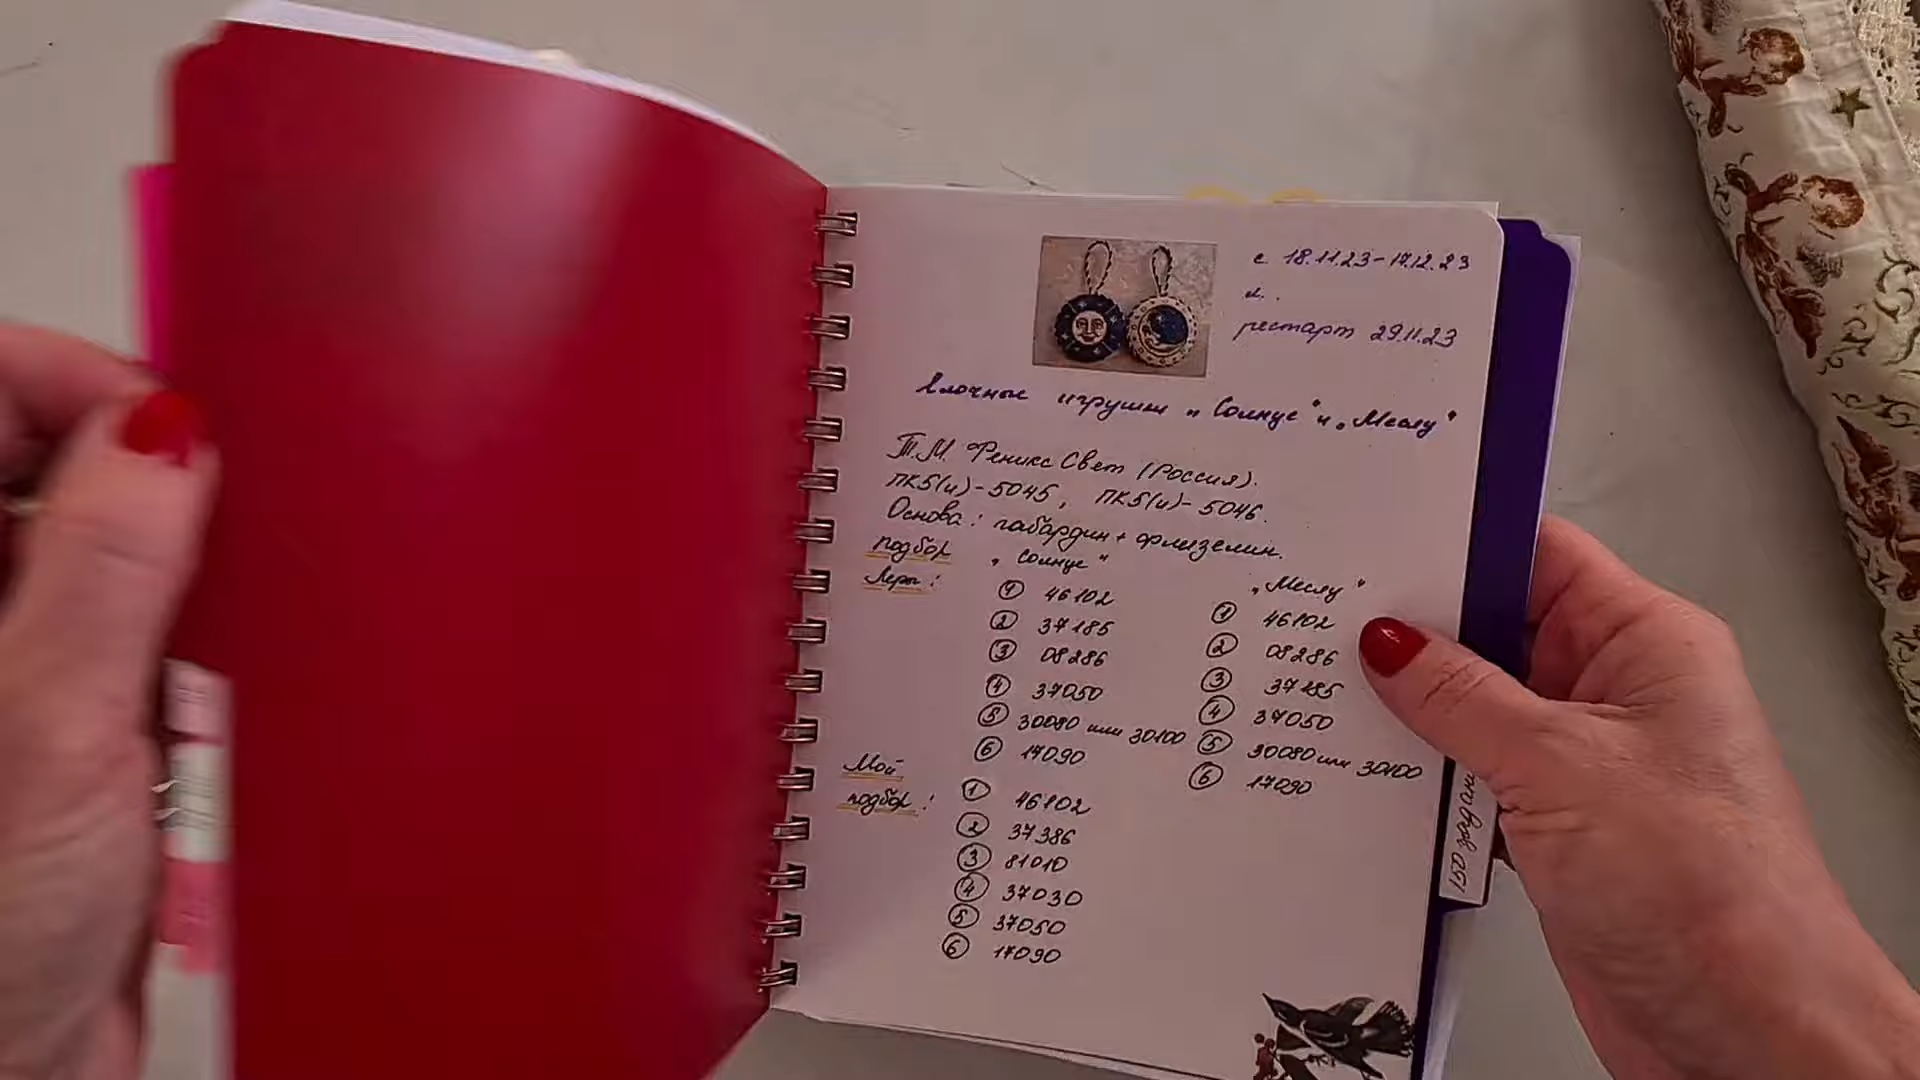 с 18.11.23-17.12.23
рестарт 29.11.23
Ёлочные игрушки „Солнце" и „Месяц"
Т.М. Феникс Свет (Россия).
ПК5(и)-5045, ПК5(и)-5046.
Основа: габардин + флизелин.
Подбор
Леры:
„Солнце"
① 46102
② 37185
③ 08286
④ 37050
⑤ 30080 или 30100
⑥ 17090
„Месяц"
① 46102
② 08286
③ 37185
④ 37050
⑤ 30080 или 30100
⑥ 17090
Мой
подбор:
① 46102
② 37386
③ 81010
④ 37030
⑤ 37050
⑥ 17090
150